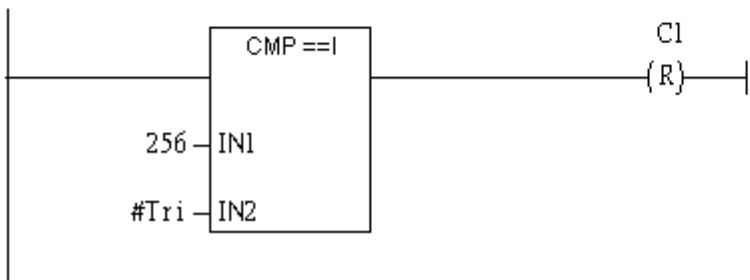 CMP ==I
C1
(R)
256 IN1
#Tri IN2